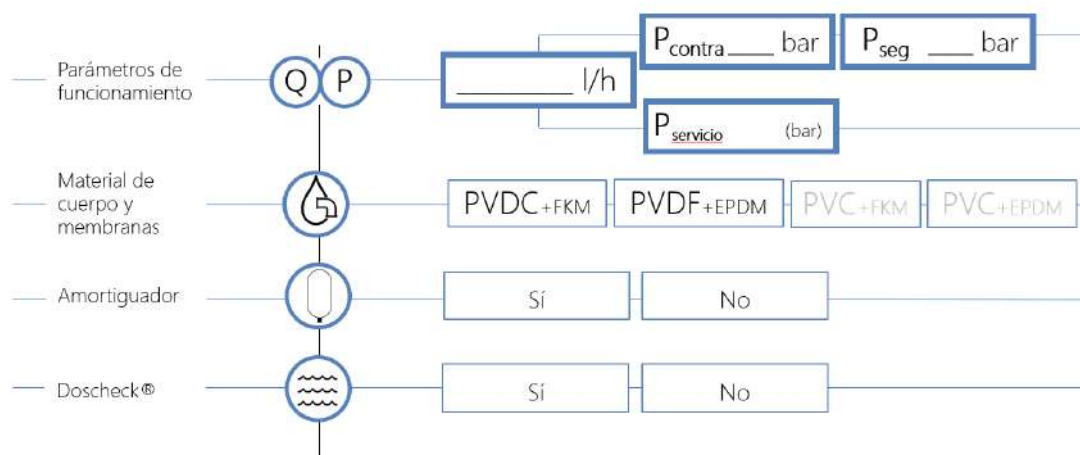 Parámetros de
funcionamiento
Q P
________ l/h
Pcontra ____ bar
Pseg ____ bar
Pservicio (bar)
Material de
cuerpo y
membranas
PVDC+FKM PVDF+EPDM PVC+FKM PVC+EPDM
Amortiguador
Sí No
Doscheck®
Sí No